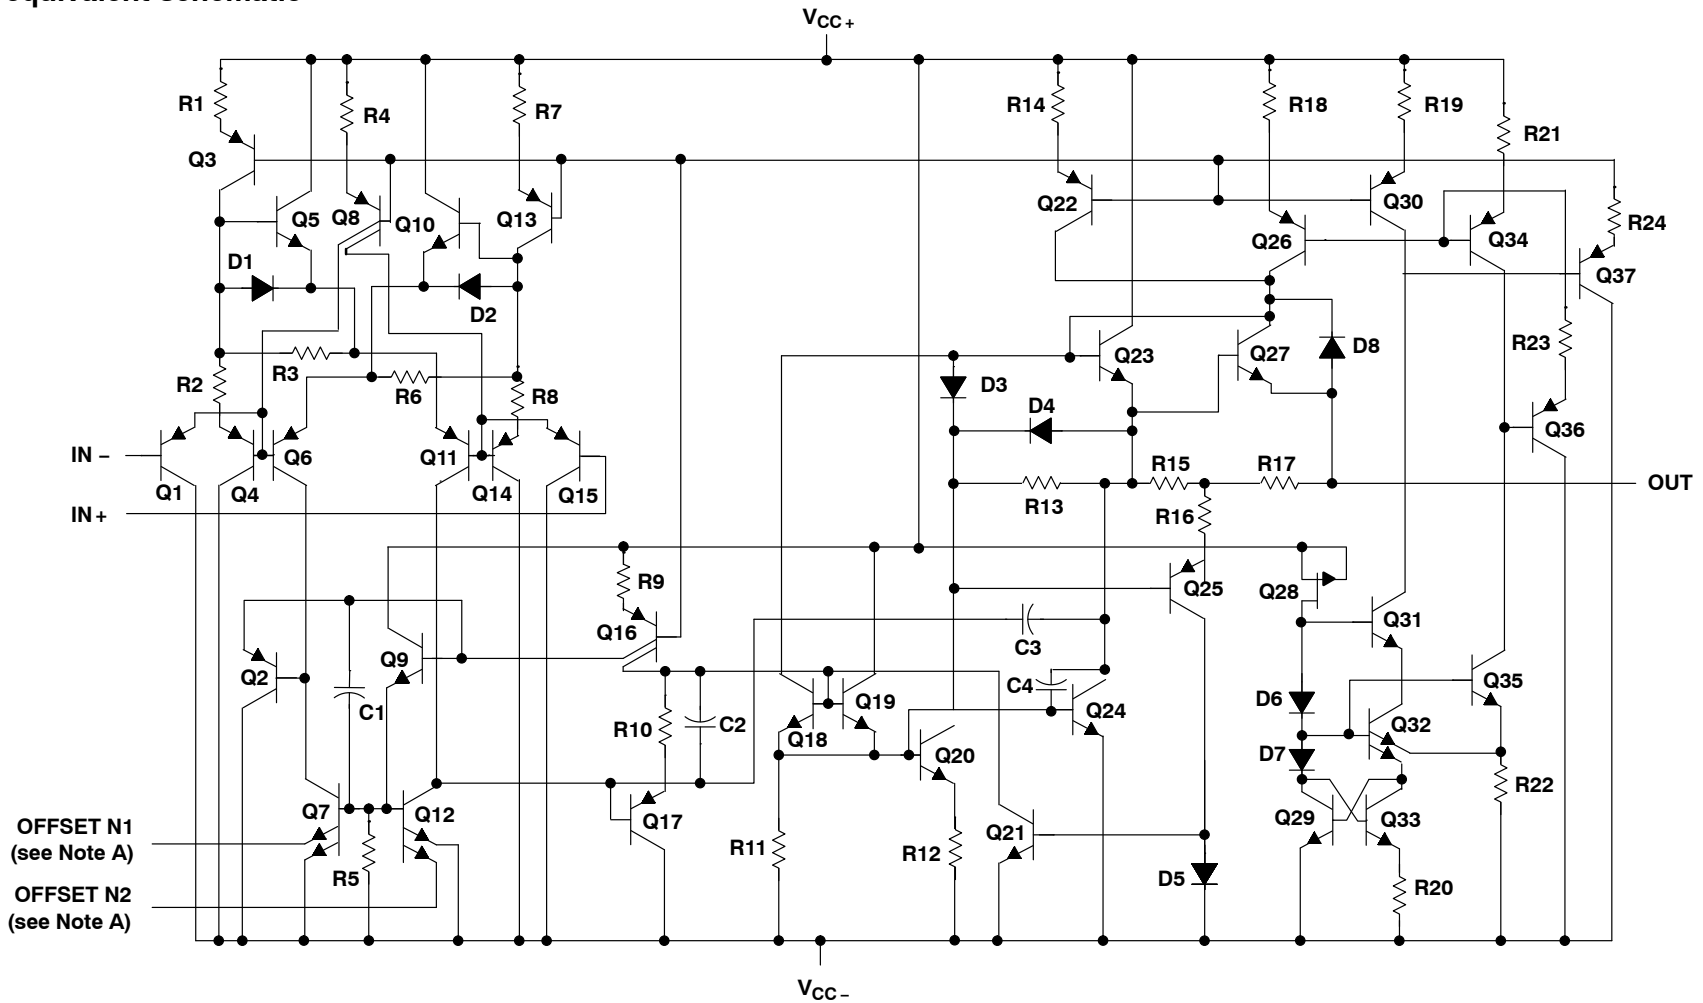 equivalent schematic
VCC+
R1
R4
R7
R14
R18
R19
R21
Q3
Q5
Q8
Q10
Q13
Q22
Q30
Q26
Q34
R24
Q37
D1
D2
R3
R2
R6
R8
Q23
Q27
D8
R23
D3
D4
Q36
IN −
Q1
Q4
Q6
Q11
Q14
Q15
R15
R17
OUT
R13
R16
IN +
R9
Q25
Q28
Q16
C3
Q31
Q2
Q9
C1
R10
C2
Q18
Q19
C4
Q24
D6
Q35
Q32
D7
Q20
R22
Q7
Q12
Q17
Q21
Q29
Q33
OFFSET N1
(see Note A)
R5
R11
R12
D5
R20
OFFSET N2
(see Note A)
VCC−